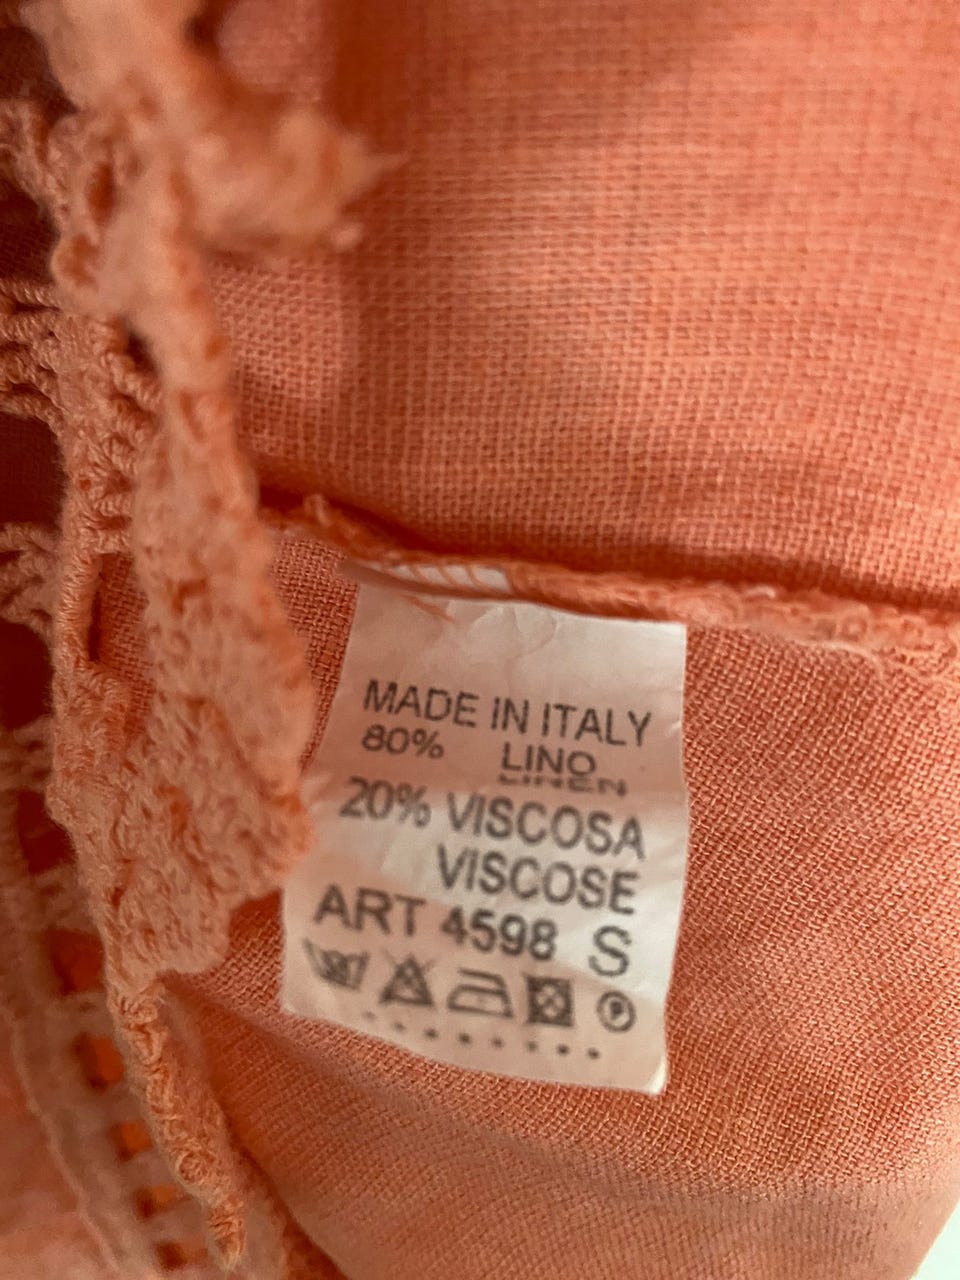 MADE IN ITALY
80% LINO
LINEN
20% VISCOSA
VISCOSE
ART 4598 S
P